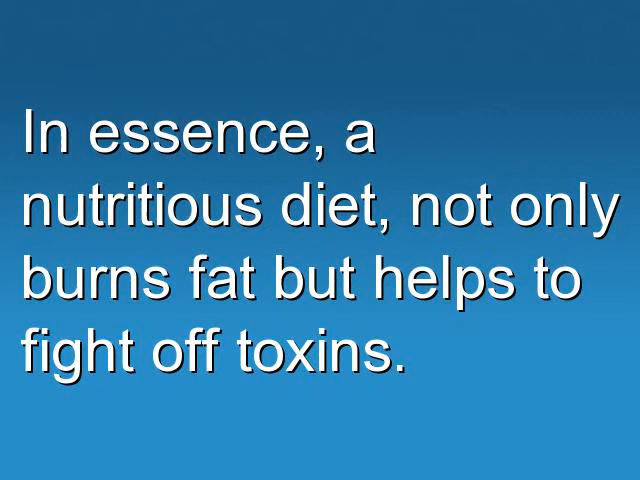 In essence, a
nutritious diet, not only
burns fat but helps to
fight off toxins.